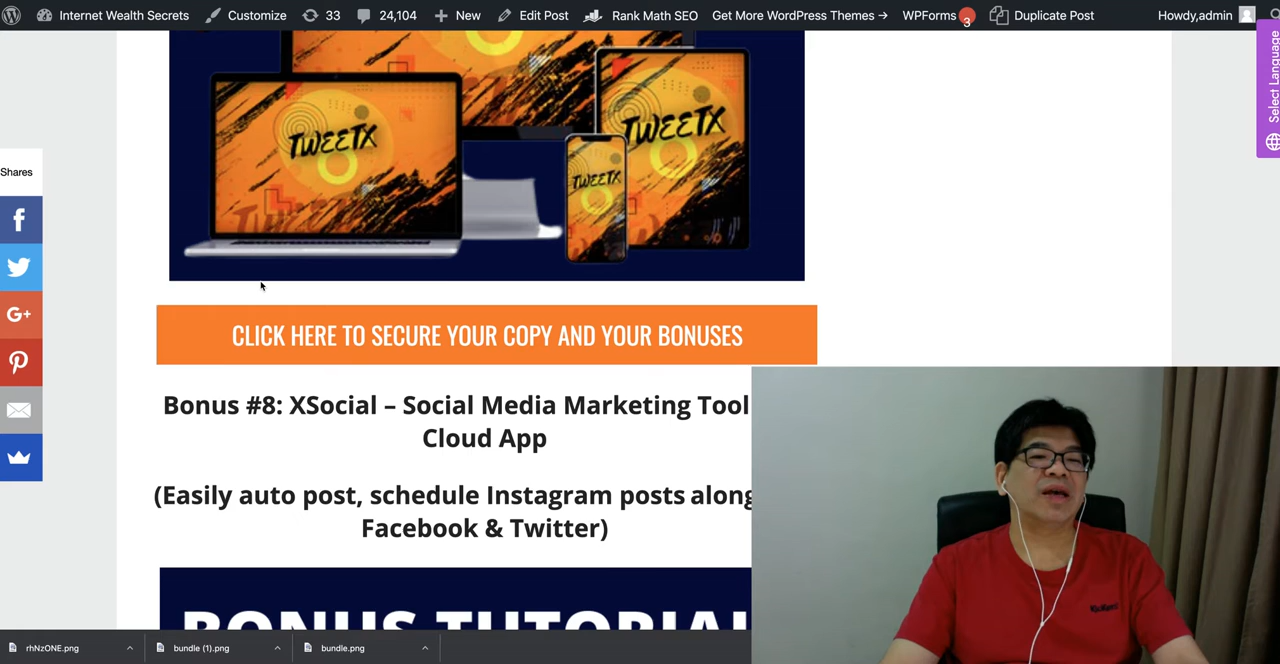 Internet Wealth Secrets Customize 33 24,104 New Edit Post Rank Math SEO Get More WordPress Themes → WPForms 3 Duplicate Post Howdy,admin
Select Language
TWEETX
TWEETX
TWEETX
Shares
f
G+
CLICK HERE TO SECURE YOUR COPY AND YOUR BONUSES
Bonus #8: XSocial – Social Media Marketing Tool
Cloud App
(Easily auto post, schedule Instagram posts along
Facebook & Twitter)
BONUS TUTORIAL
rhNzONE.png bundle (1).png bundle.png